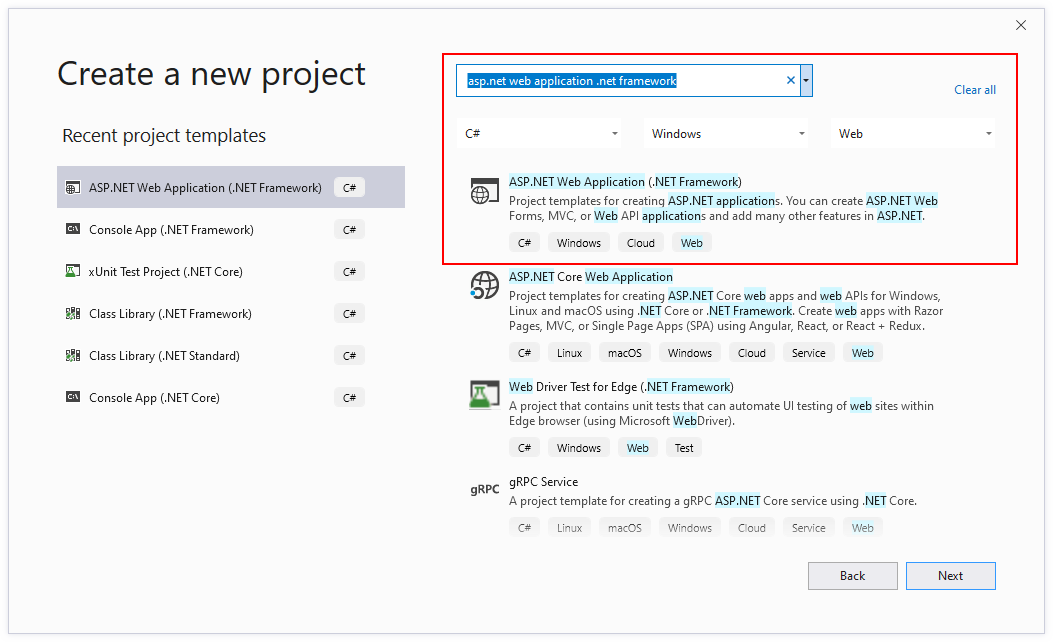 Create a new project
Recent project templates
ASP.NET Web Application (.NET Framework) C#
Console App (.NET Framework) C#
xUnit Test Project (.NET Core) C#
Class Library (.NET Framework) C#
Class Library (.NET Standard) C#
Console App (.NET Core) C#
asp.net web application .net framework
Clear all
C# Windows Web
ASP.NET Web Application (.NET Framework)
Project templates for creating ASP.NET applications. You can create ASP.NET Web
Forms, MVC, or Web API applications and add many other features in ASP.NET.
C# Windows Cloud Web
ASP.NET Core Web Application
Project templates for creating ASP.NET Core web apps and web APIs for Windows,
Linux and macOS using .NET Core or .NET Framework. Create web apps with Razor
Pages, MVC, or Single Page Apps (SPA) using Angular, React, or React + Redux.
C# Linux macOS Windows Cloud Service Web
Web Driver Test for Edge (.NET Framework)
A project that contains unit tests that can automate UI testing of web sites within
Edge browser (using Microsoft WebDriver).
C# Windows Web Test
gRPC gRPC Service
A project template for creating a gRPC ASP.NET Core service using .NET Core.
C# Linux macOS Windows Cloud Service Web
Back Next